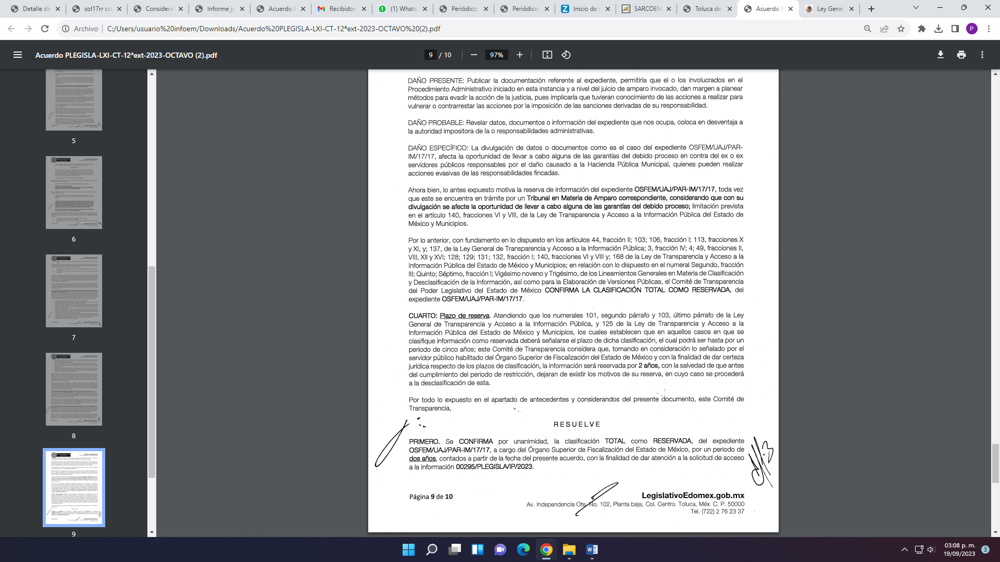 Detalle de
sol17rr co
Considera
Informe ju
Acuerdo P
Recibidos
(1) Whats
Periódico
Periódico
Inicio de s
SARCOEM
Toluca de
Acuerdo P
Ley Gener
Archivo
C:/Users/usuario%20infoem/Downloads/Acuerdo%20PLEGISLA-LXI-CT-12ªext-2023-OCTAVO%20(2).pdf
P
Acuerdo PLEGISLA-LXI-CT-12ªext-2023-OCTAVO (2).pdf
9 / 10
97%
5
6
7
8
9
DAÑO PRESENTE: Publicar la documentación referente al expediente, permitiría que el o los involucrados en el
Procedimiento Administrativo iniciado en esta instancia y a nivel del juicio de amparo invocado, dan margen a planear
métodos para evadir la acción de la justicia, pues implicaría que tuvieran conocimiento de las acciones a realizar para
vulnerar o contrarrestar las acciones por la imposición de las sanciones derivadas de su responsabilidad.
DAÑO PROBABLE: Revelar datos, documentos o información del expediente que nos ocupa, coloca en desventaja a
la autoridad impositora de la o responsabilidades administrativas.
DAÑO ESPECÍFICO: La divulgación de datos o documentos como es el caso del expediente OSFEM/UAJ/PAR-
IM/17/17, afecta la oportunidad de llevar a cabo alguna de las garantías del debido proceso en contra del ex o ex
servidores públicos responsables por el daño causado a la Hacienda Pública Municipal, quienes pueden realizar
acciones evasivas de las responsabilidades fincadas.
Ahora bien, lo antes expuesto motiva la reserva de información del expediente OSFEM/UAJ/PAR-IM/17/17, toda vez
que este se encuentra en trámite por un Tribunal en Materia de Amparo correspondiente, considerando que con su
divulgación se afecte la oportunidad de llevar a cabo alguna de las garantías del debido proceso; limitación prevista
en el artículo 140, fracciones VI y VIII, de la Ley de Transparencia y Acceso a la Información Pública del Estado de
México y Municipios.
Por lo anterior, con fundamento en lo dispuesto en los artículos 44, fracción II; 103; 106, fracción I; 113, fracciones X
y XI, y; 137, de la Ley General de Transparencia y Acceso a la Información Pública; 3, fracción IV; 4; 49, fracciones II,
VIII, XII y XVI; 128; 129; 131; 132, fracción I; 140, fracciones VI y VIII y; 168 de la Ley de Transparencia y Acceso a la
Información Pública del Estado de México y Municipios; en relación con lo dispuesto en el numeral Segundo, fracción
III; Quinto; Séptimo, fracción I; Vigésimo noveno y Trigésimo, de los Lineamientos Generales en Materia de Clasificación
y Desclasificación de la Información, así como para la Elaboración de Versiones Públicas, el Comité de Transparencia
del Poder Legislativo del Estado de México CONFIRMA LA CLASIFICACIÓN TOTAL COMO RESERVADA, del
expediente OSFEM/UAJ/PAR-IM/17/17.
CUARTO: Plazo de reserva. Atendiendo que los numerales 101, segundo párrafo y 103, último párrafo de la Ley
General de Transparencia y Acceso a la Información Pública, y 125 de la Ley de Transparencia y Acceso a la
Información Pública del Estado de México y Municipios, los cuales establecen que en aquellos casos en que se
clasifique información como reservada deberá señalarse el plazo de dicha clasificación, el cual podrá ser hasta por un
periodo de cinco años; este Comité de Transparencia considera que, tomando en consideración lo señalado por el
servidor público habilitado del Órgano Superior de Fiscalización del Estado de México y con la finalidad de dar certeza
jurídica respecto de los plazos de clasificación, la información será reservada por 2 años, con la salvedad de que antes
del cumplimiento del periodo de restricción, dejaran de existir los motivos de su reserva, en cuyo caso se procederá
a la desclasificación de esta.
Por todo lo expuesto en el apartado de antecedentes y considerandos del presente documento, este Comité de
Transparencia,
RESUELVE
PRIMERO. Se CONFIRMA por unanimidad, la clasificación TOTAL como RESERVADA, del expediente
OSFEM/UAJ/PAR-IM/17/17, a cargo del Órgano Superior de Fiscalización del Estado de México, por un periodo de
dos años, contados a partir de la fecha del presente acuerdo, con la finalidad de dar atención a la solicitud de acceso
a la información 00295/PLEGISLA/IP/2023.
Página 9 de 10
LegislativoEdomex.gob.mx
Av. Independencia Ote. No. 102, Planta baja, Col. Centro. Toluca, Méx. C. P. 50000
Tel. (722) 2 76 23 37
03:08 p. m.
19/09/2023
3